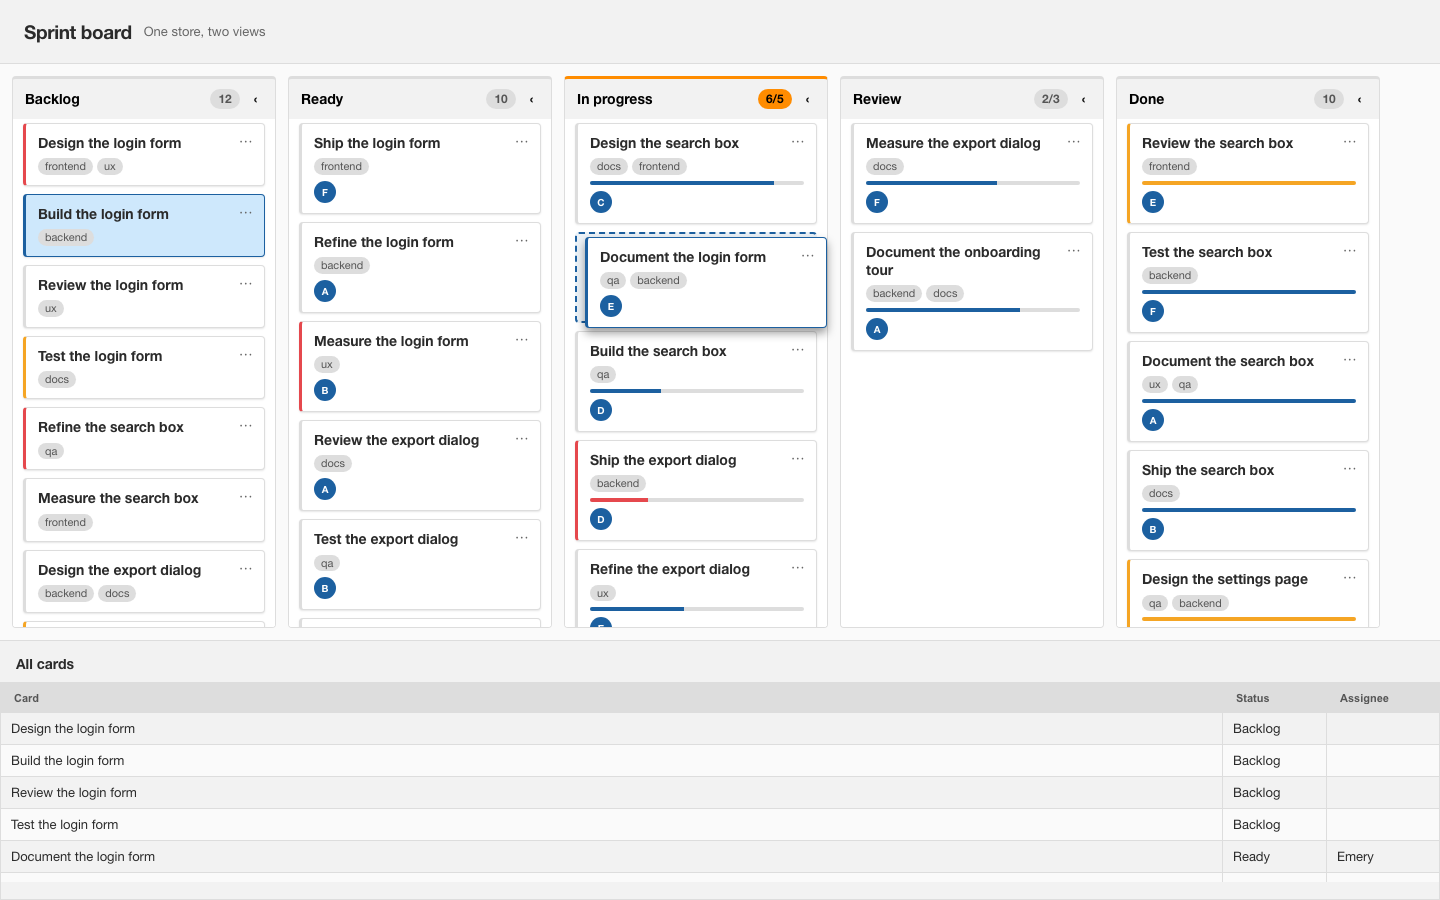 Sprint board
One store, two views
Backlog
12
‹
Design the login form
···
frontend
ux
Build the login form
···
backend
Review the login form
···
ux
Test the login form
···
docs
Refine the search box
···
qa
Measure the search box
···
frontend
Design the export dialog
···
backend
docs
Ready
10
‹
Ship the login form
···
frontend
F
Refine the login form
···
backend
A
Measure the login form
···
ux
B
Review the export dialog
···
docs
A
Test the export dialog
···
qa
B
In progress
6/5
‹
Design the search box
···
docs
frontend
C
Document the login form
···
qa
backend
E
Build the search box
···
qa
D
Ship the export dialog
···
backend
D
Refine the export dialog
···
ux
Review
2/3
‹
Measure the export dialog
···
docs
F
Document the onboarding
tour
···
backend
docs
A
Done
10
‹
Review the search box
···
frontend
E
Test the search box
···
backend
F
Document the search box
···
ux
qa
A
Ship the search box
···
docs
B
Design the settings page
···
qa
backend
All cards
Card
Status
Assignee
Design the login form
Backlog
Build the login form
Backlog
Review the login form
Backlog
Test the login form
Backlog
Document the login form
Ready
Emery